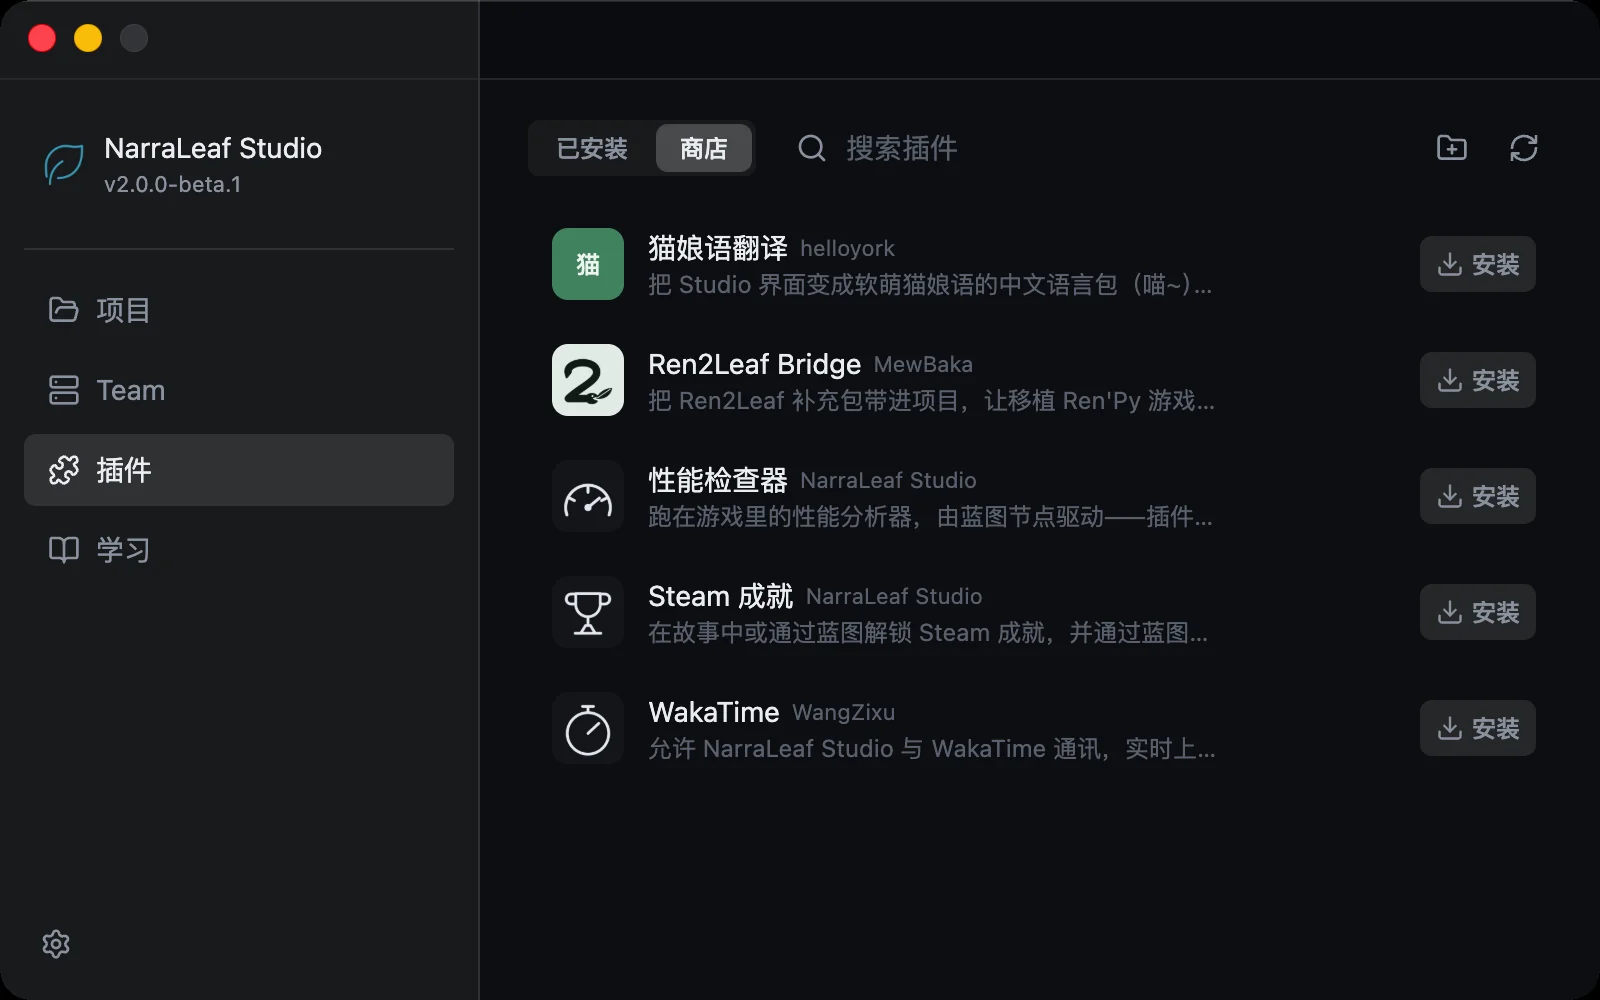 NarraLeaf Studio
v2.0.0-beta.1
项目
Team
插件
学习
已安装 商店 搜索插件
猫
猫娘语翻译 helloyork
把 Studio 界面变成软萌猫娘语的中文语言包（喵~）...
安装
2
Ren2Leaf Bridge MewBaka
把 Ren2Leaf 补充包带进项目，让移植 Ren'Py 游戏...
安装
性能检查器 NarraLeaf Studio
跑在游戏里的性能分析器，由蓝图节点驱动——插件...
安装
Steam 成就 NarraLeaf Studio
在故事中或通过蓝图解锁 Steam 成就，并通过蓝图...
安装
WakaTime WangZixu
允许 NarraLeaf Studio 与 WakaTime 通讯，实时上...
安装